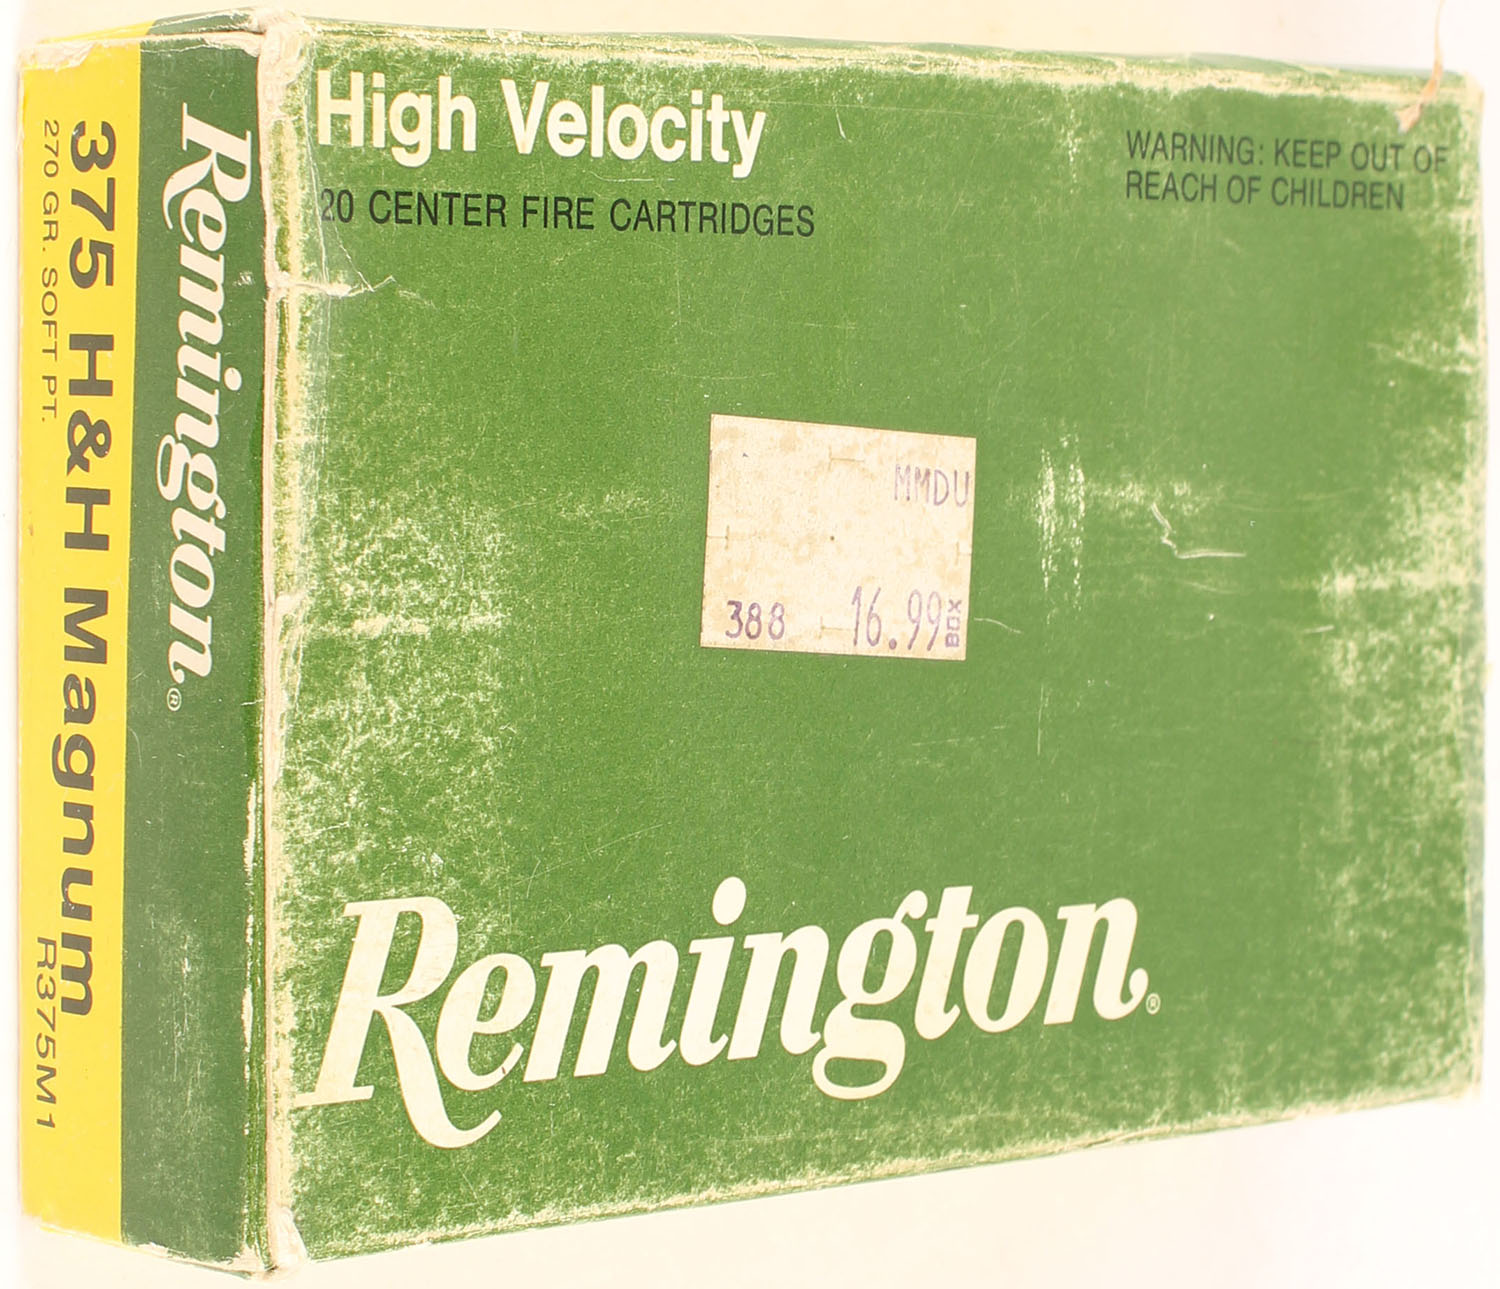 High Velocity
20 CENTER FIRE CARTRIDGES
WARNING: KEEP OUT OF
REACH OF CHILDREN
MMDU
388 16.99 BOX
Remington®
Remington®
375 H&H Magnum
270 GR. SOFT PT. R375M1